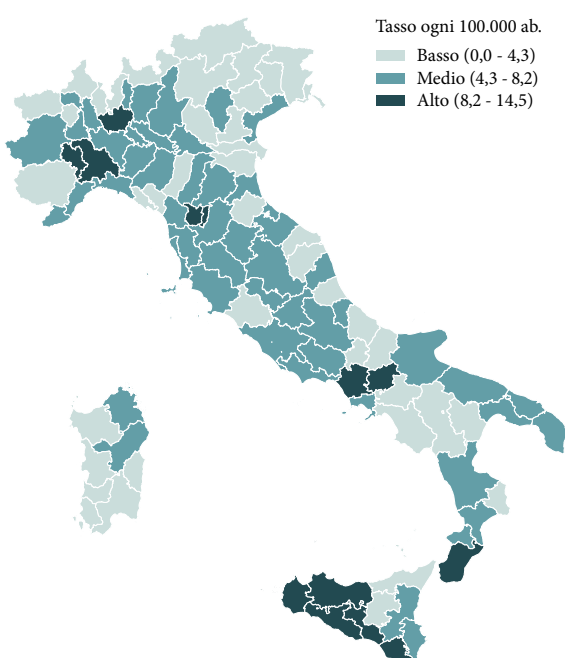 Tasso ogni 100.000 ab.
Basso (0,0 - 4,3)
Medio (4,3 - 8,2)
Alto (8,2 - 14,5)